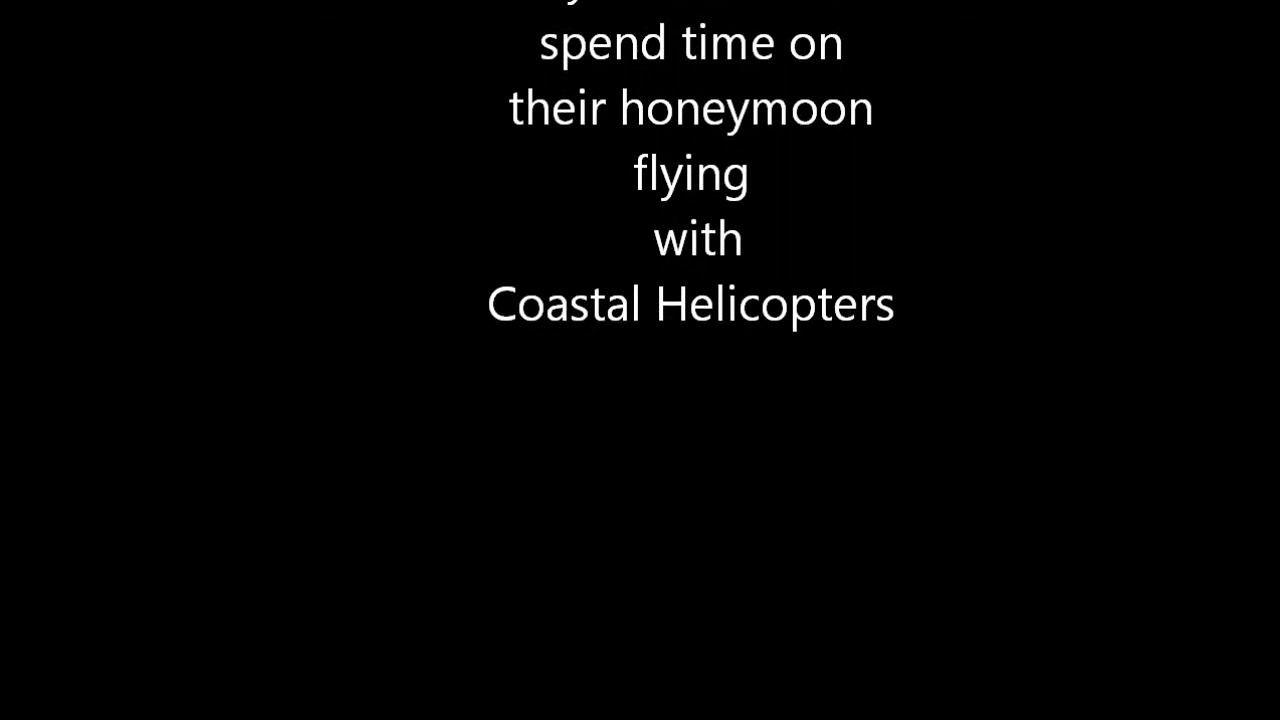 spend time on
their honeymoon
flying
with
Coastal Helicopters